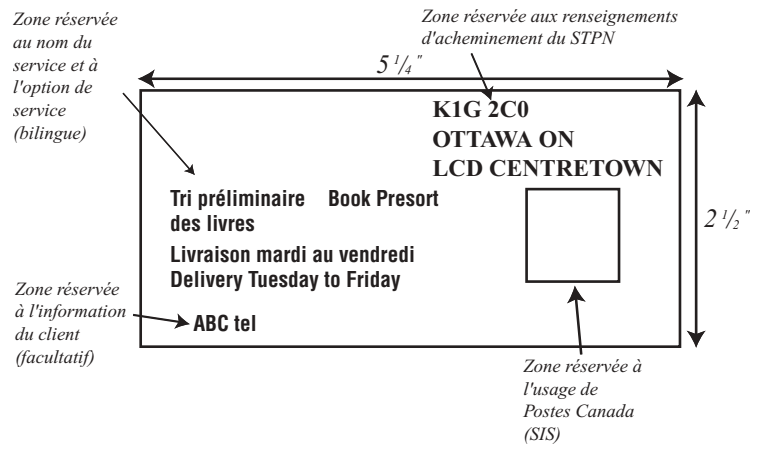 Zone réservée
au nom du
service et à
l'option de
service
(bilingue)
Zone réservée aux renseignements
d'acheminement du STPN
5 1/4 "
K1G 2C0
OTTAWA ON
LCD CENTRETOWN
Tri préliminaire Book Presort
des livres
Livraison mardi au vendredi
Delivery Tuesday to Friday
2 1/2 "
Zone réservée
à l'information
du client
(facultatif)
ABC tel
Zone réservée à
l'usage de
Postes Canada
(SIS)